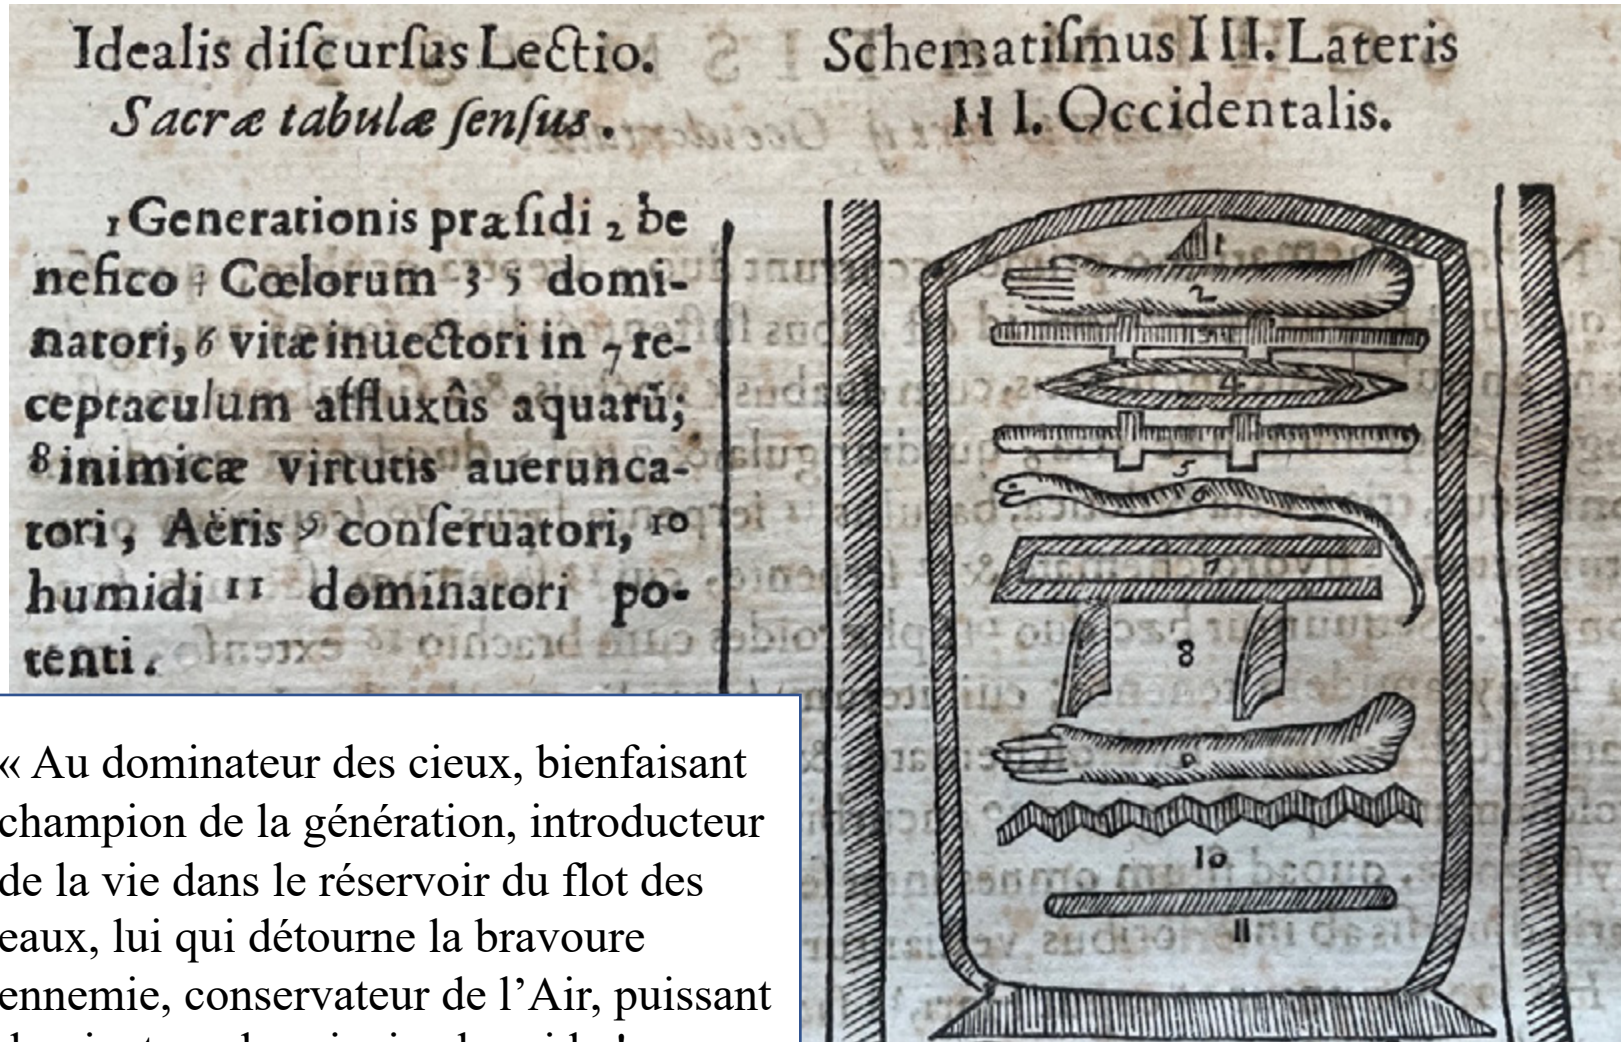 Idealis diſcurſus Lectio.
Sacræ tabulæ ſenſus.
1 Generationis præſidi 2 be
nefico 4 Cœlorum 3 5 domi-
natori, 6 vitæ inuectori in 7 re-
ceptaculum affluxûs aquarũ;
8 inimicæ virtutis auerunca-
tori, Aëris 9 conſeruatori, 10
humidi 11 dominatori po-
tenti.
Schematiſmus III. Lateris
III. Occidentalis.
1
2
3
4
5
6
7
8
9
10
11
« Au dominateur des cieux, bienfaisant
champion de la génération, introducteur
de la vie dans le réservoir du flot des
eaux, lui qui détourne la bravoure
ennemie, conservateur de l’Air, puissant